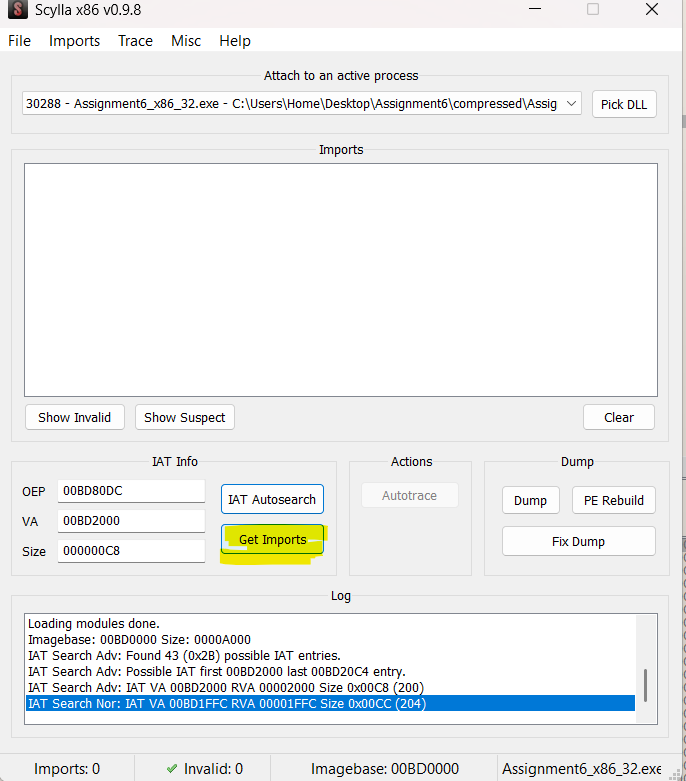 Scylla x86 v0.9.8
File Imports Trace Misc Help
Attach to an active process
30288 - Assignment6_x86_32.exe - C:\Users\Home\Desktop\Assignment6\compressed\Assig
Pick DLL
Imports
Show Invalid
Show Suspect
Clear
IAT Info
OEP 00BD80DC
VA 00BD2000
Size 000000C8
IAT Autosearch
Get Imports
Actions
Autotrace
Dump
Dump
PE Rebuild
Fix Dump
Log
Loading modules done.
Imagebase: 00BD0000 Size: 0000A000
IAT Search Adv: Found 43 (0x2B) possible IAT entries.
IAT Search Adv: Possible IAT first 00BD2000 last 00BD20C4 entry.
IAT Search Adv: IAT VA 00BD2000 RVA 00002000 Size 0x00C8 (200)
IAT Search Nor: IAT VA 00BD1FFC RVA 00001FFC Size 0x00CC (204)
Imports: 0
Invalid: 0
Imagebase: 00BD0000
Assignment6_x86_32.exe